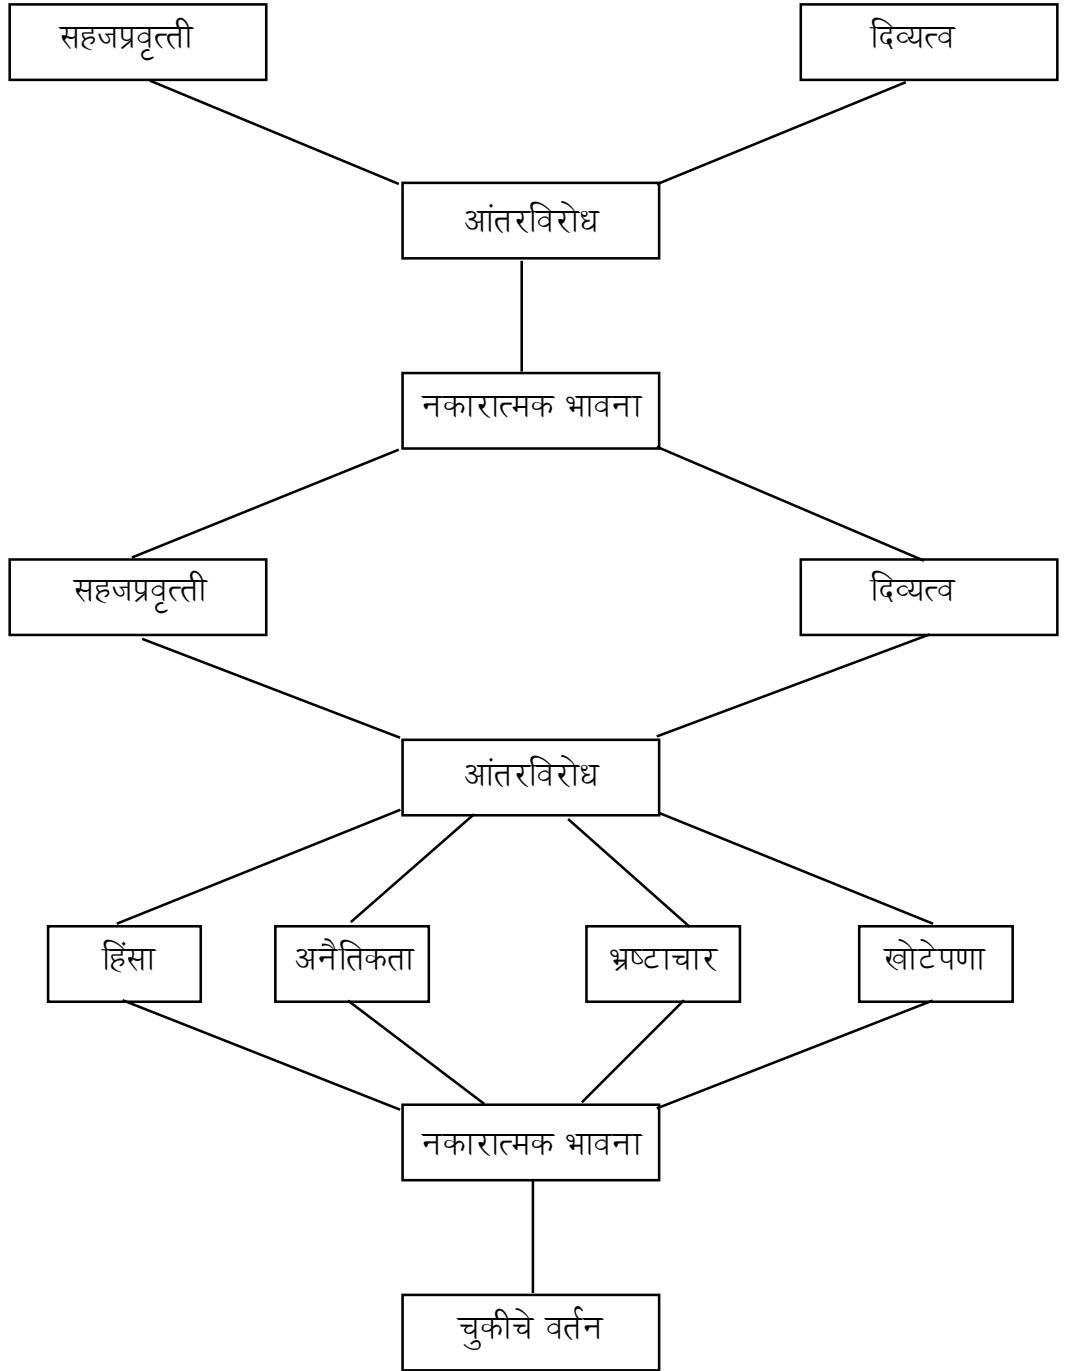 सहजप्रवृत्ती
दिव्यत्व
आंतरविरोध
नकारात्मक भावना
सहजप्रवृत्ती
दिव्यत्व
आंतरविरोध
हिंसा
अनैतिकता
भ्रष्टाचार
खोटेपणा
नकारात्मक भावना
चुकीचे वर्तन